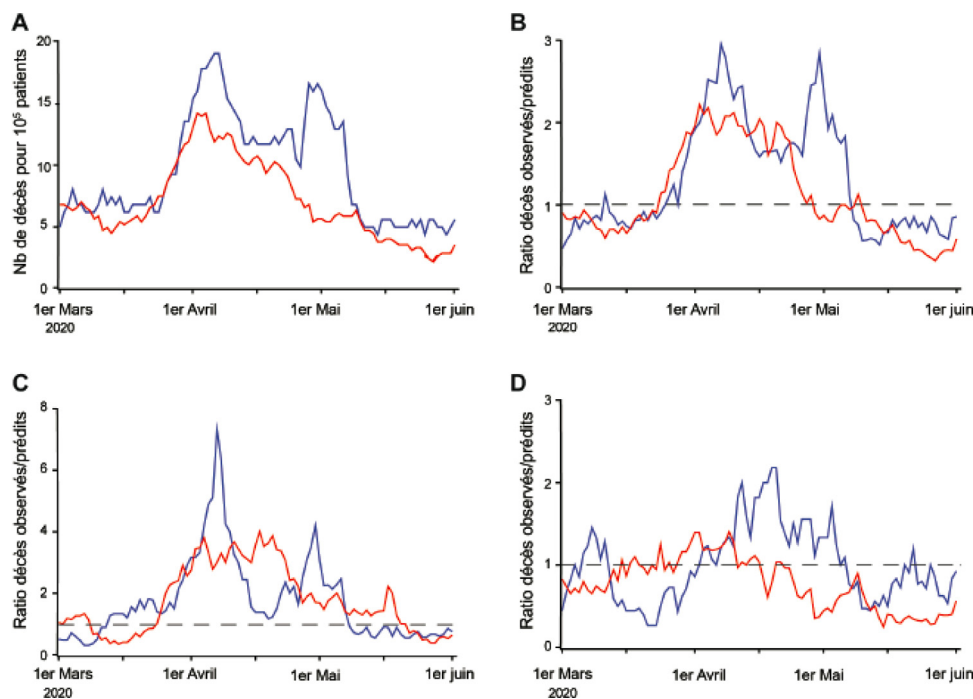 A
Nb de décès pour 10⁵ patients
20
15
10
5
0
1er Mars
2020
1er Avril
1er Mai
1er juin
B
Ratio décès observés/prédits
3
2
1
0
1er Mars
2020
1er Avril
1er Mai
1er juin
C
Ratio décès observés/prédits
8
6
4
2
0
1er Mars
2020
1er Avril
1er Mai
1er juin
D
Ratio décès observés/prédits
3
2
1
0
1er Mars
2020
1er Avril
1er Mai
1er juin